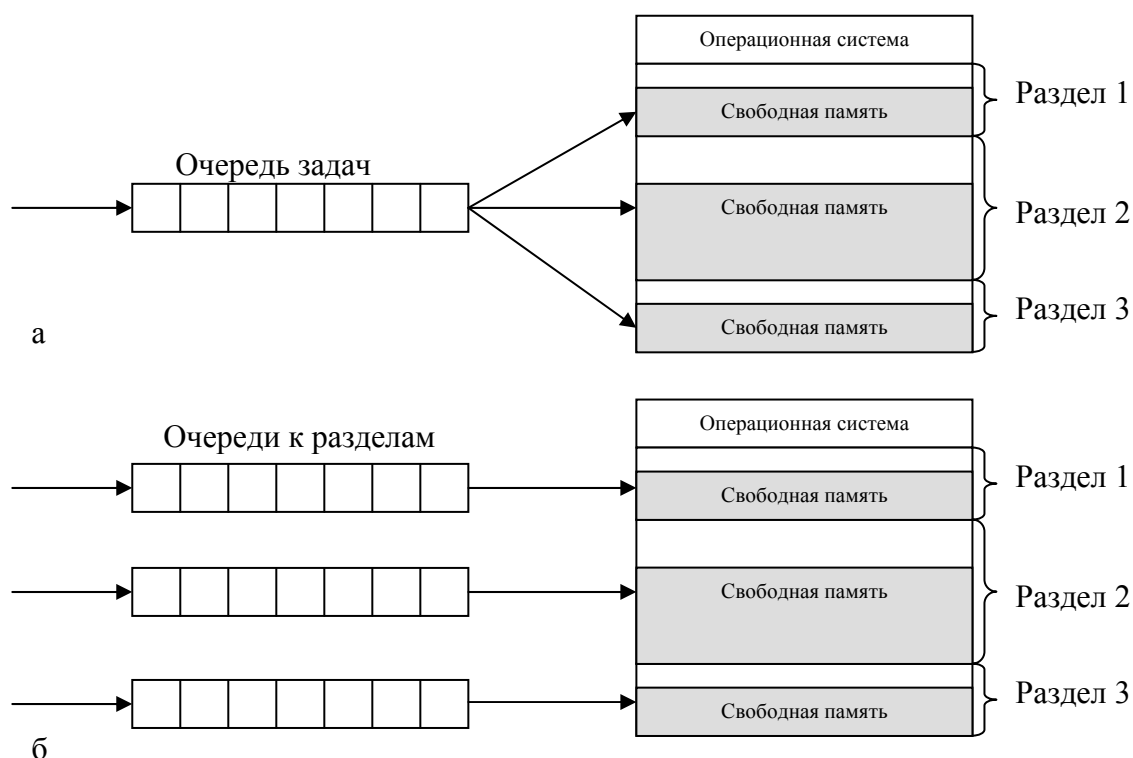 Операционная система
Свободная память
Раздел 1
Очередь задач
Свободная память
Раздел 2
Свободная память
Раздел 3
а
Операционная система
Очереди к разделам
Свободная память
Раздел 1
Свободная память
Раздел 2
Свободная память
Раздел 3
б